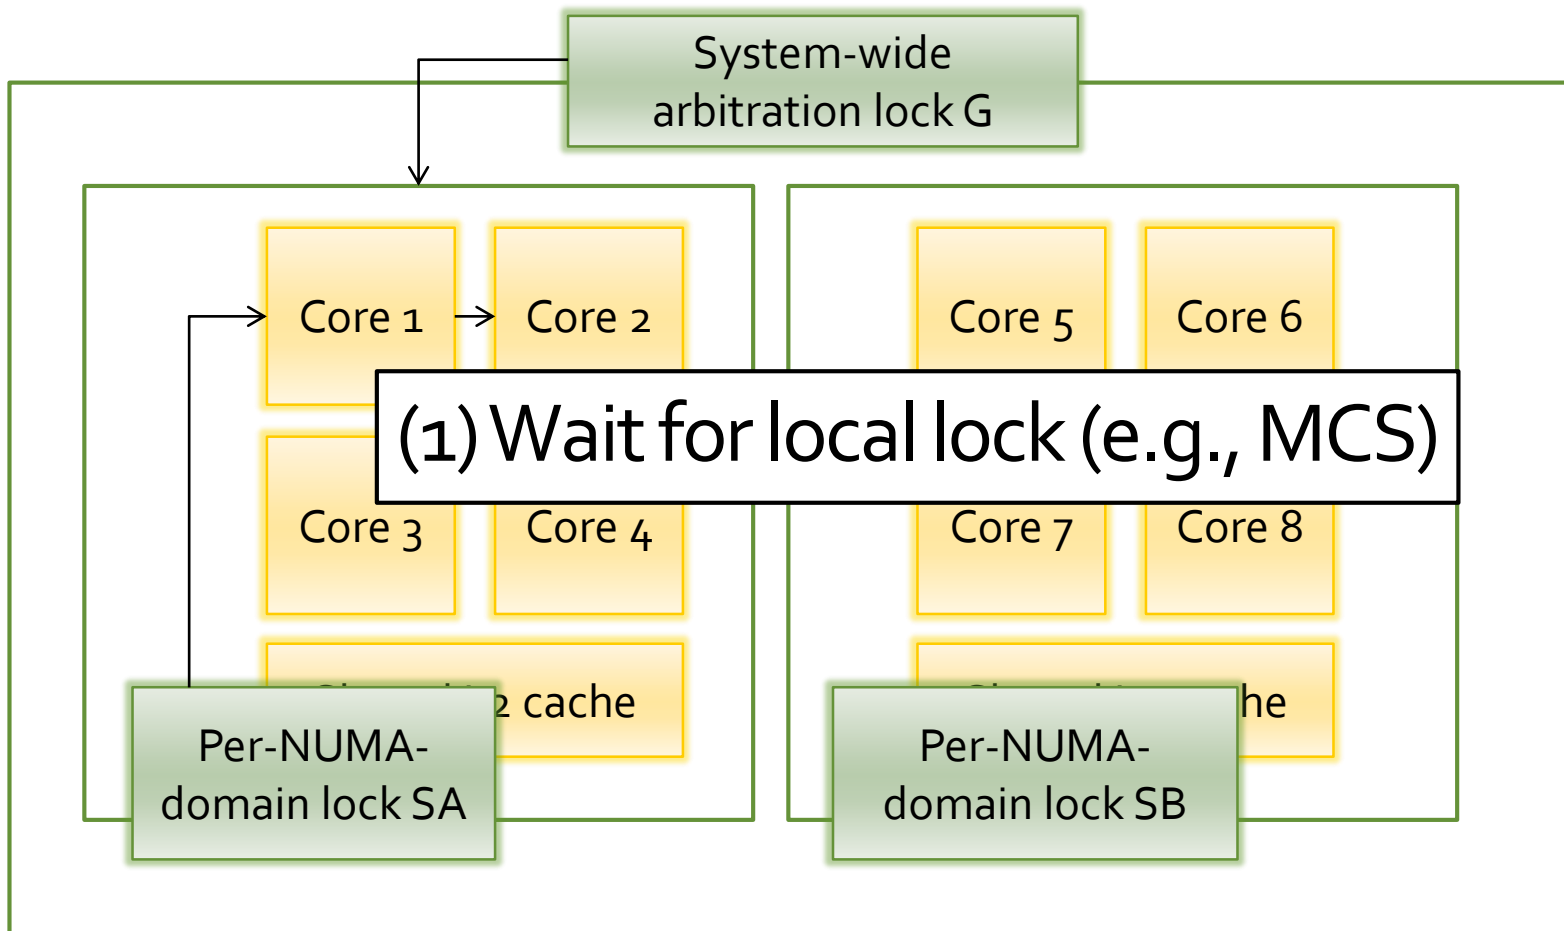 System-wide
arbitration lock G
Core 1
Core 2
Core 5
Core 6
(1) Wait for local lock (e.g., MCS)
Core 3
Core 4
Core 7
Core 8
2 cache
Per-NUMA-
domain lock SA
Per-NUMA-
domain lock SB